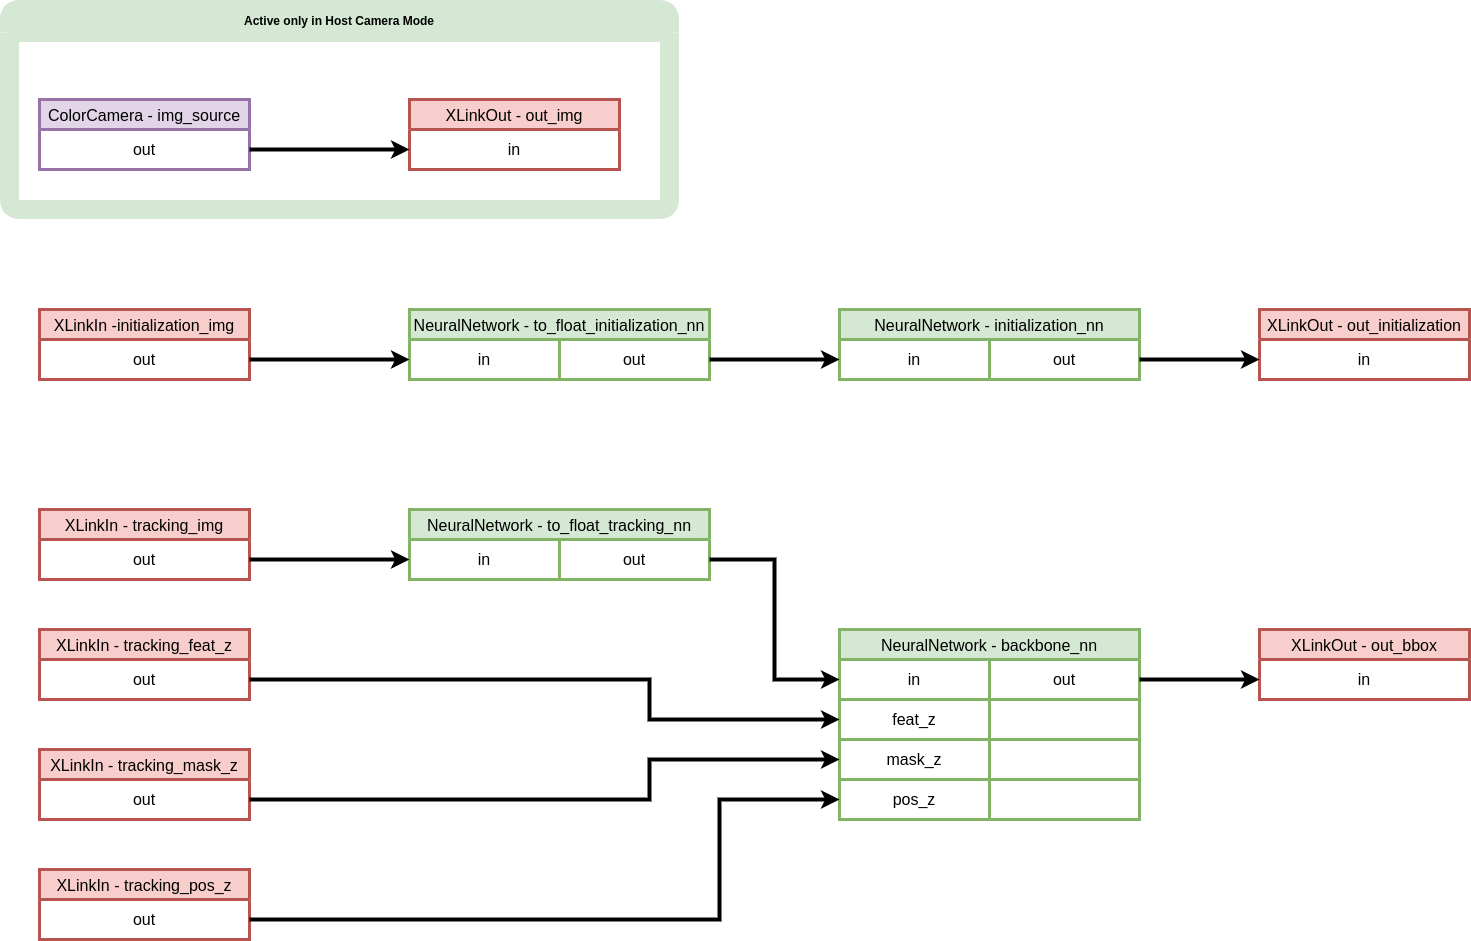 Active only in Host Camera Mode
ColorCamera - img_source
out
XLinkOut - out_img
in
XLinkIn -initialization_img
out
NeuralNetwork - to_float_initialization_nn
in
out
NeuralNetwork - initialization_nn
in
out
XLinkOut - out_initialization
in
XLinkIn - tracking_img
out
NeuralNetwork - to_float_tracking_nn
in
out
XLinkIn - tracking_feat_z
out
NeuralNetwork - backbone_nn
in
out
feat_z
mask_z
pos_z
XLinkOut - out_bbox
in
XLinkIn - tracking_mask_z
out
XLinkIn - tracking_pos_z
out